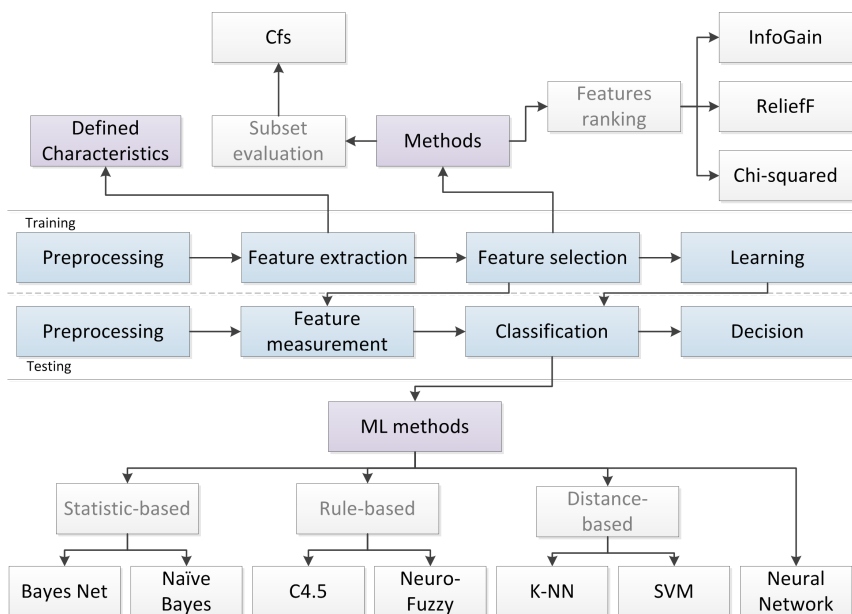 Cfs
InfoGain
Features
ranking
ReliefF
Defined
Characteristics
Subset
evaluation
Methods
Chi-squared
Training
Preprocessing
Feature extraction
Feature selection
Learning
Preprocessing
Feature
measurement
Classification
Decision
Testing
ML methods
Statistic-based
Rule-based
Distance-
based
Bayes Net
Naïve
Bayes
C4.5
Neuro-
Fuzzy
K-NN
SVM
Neural
Network